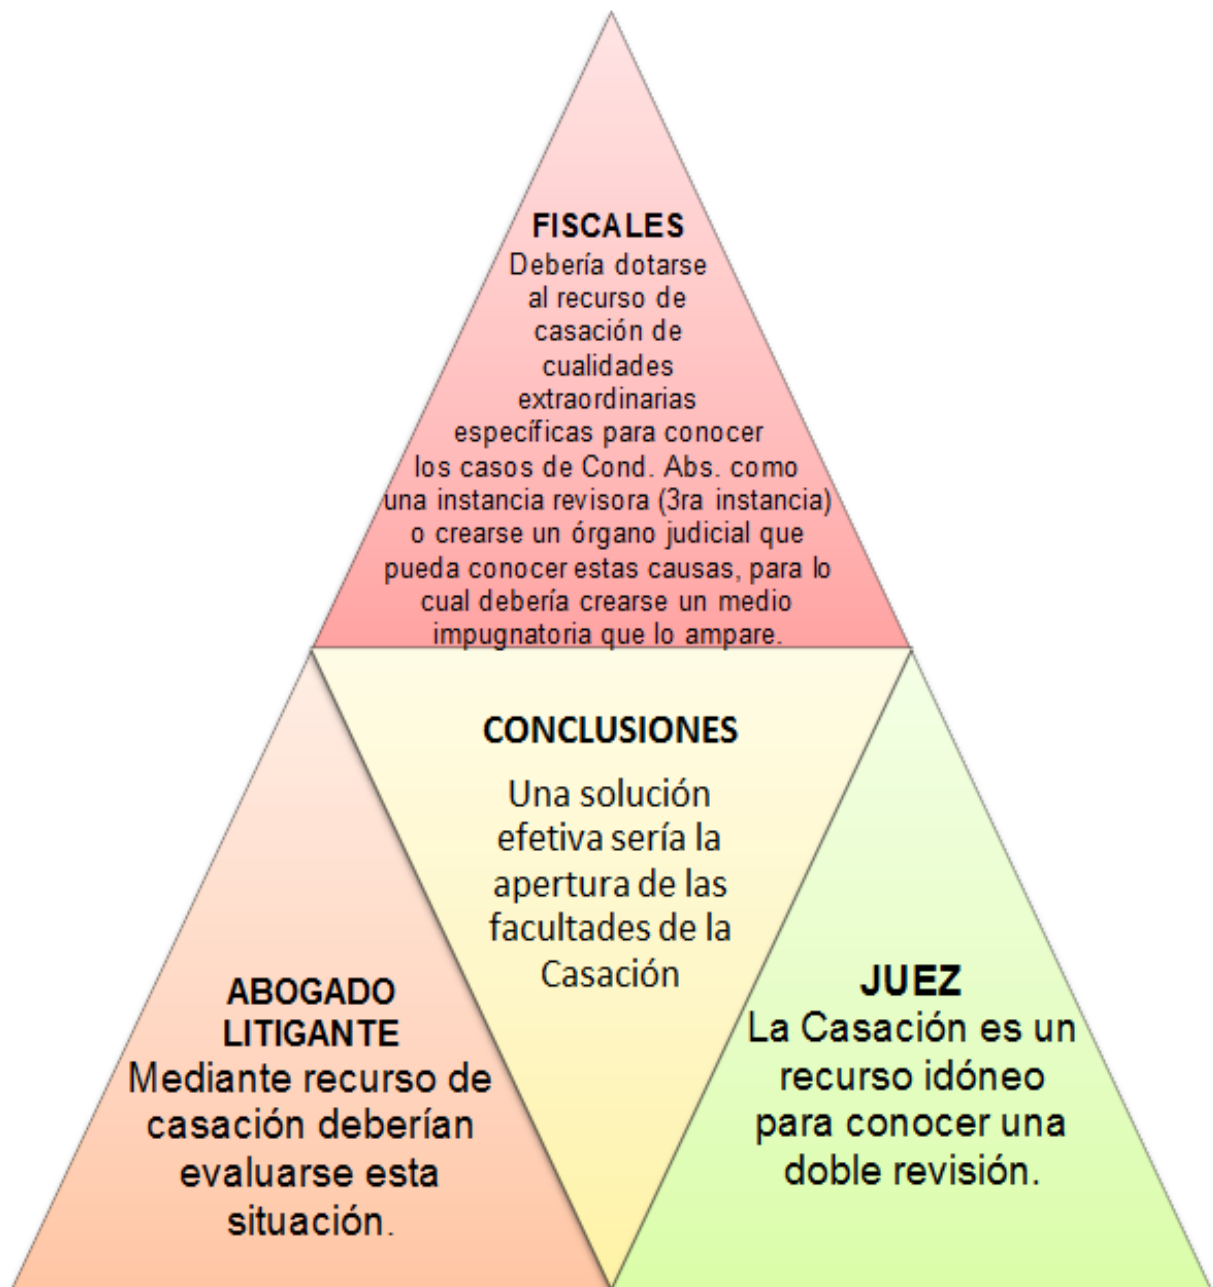 FISCALES
Debería dotarse
al recurso de
casación de
cualidades
extraordinarias
específicas para conocer
los casos de Cond. Abs. como
una instancia revisora (3ra instancia)
o crearse un órgano judicial que
pueda conocer estas causas, para lo
cual debería crearse un medio
impugnatoria que lo ampare.
CONCLUSIONES
Una solución
efetiva sería la
apertura de las
facultades de la
Casación
ABOGADO
LITIGANTE
Mediante recurso de
casación deberían
evaluarse esta
situación.
JUEZ
La Casación es un
recurso idóneo
para conocer una
doble revisión.